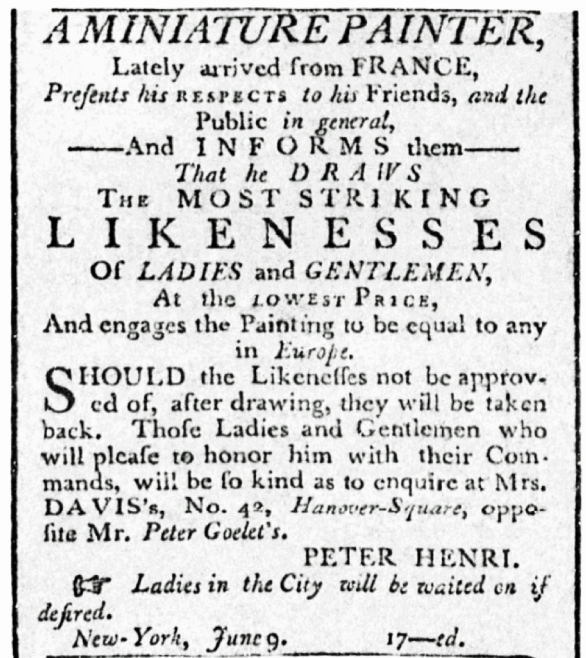 A MINIATURE PAINTER,
Lately arrived from FRANCE,
Preſents his RESPECTS to his Friends, and the
Public in general,
——And INFORMS them——
That he DRAWS
THE MOST STRIKING
LIKENESSES
Of LADIES and GENTLEMEN,
At the LOWEST PRICE,
And engages the Painting to be equal to any
in Europe.
SHOULD the Likeneſſes not be approv-
ed of, after drawing, they will be taken
back. Thoſe Ladies and Gentlemen who
will pleaſe to honor him with their Com-
mands, will be ſo kind as to enquire at Mrs.
DAVIS's, No. 42, Hanover-Square, oppo-
ſite Mr. Peter Goelet's.
PETER HENRI.
☞ Ladies in the City will be waited on if
deſired.
New-York, June 9. 17—ed.